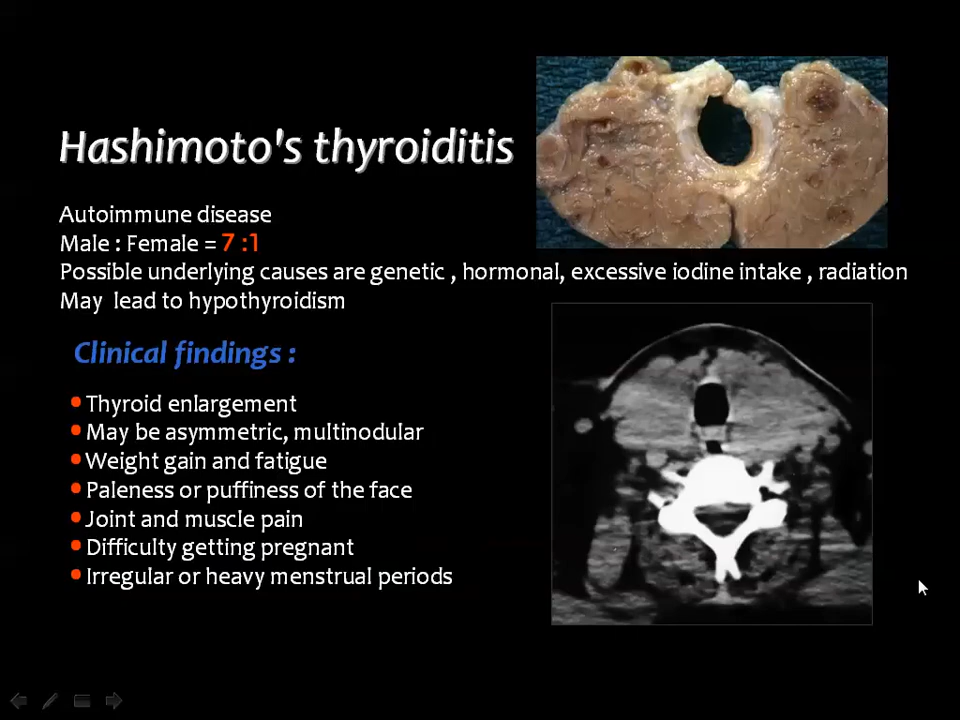 Hashimoto's thyroiditis
Autoimmune disease
Male : Female = 7 :1
Possible underlying causes are genetic , hormonal, excessive iodine intake , radiation
May lead to hypothyroidism
Clinical findings :
• Thyroid enlargement
• May be asymmetric, multinodular
• Weight gain and fatigue
• Paleness or puffiness of the face
• Joint and muscle pain
• Difficulty getting pregnant
• Irregular or heavy menstrual periods